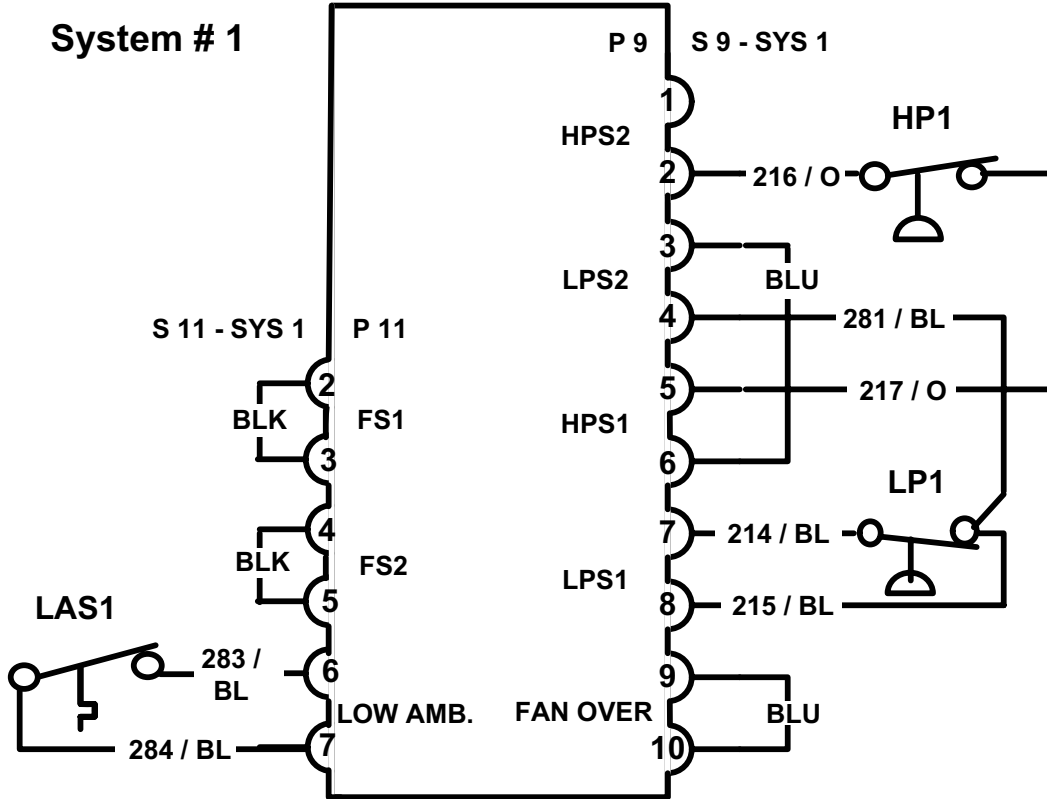 System # 1
P 9 S 9 - SYS 1
1
HP1
HPS2
2 216 / O
3
LPS2 BLU
4 281 / BL
S 11 - SYS 1 P 11
2
5 217 / O
BLK FS1 HPS1
3 6
LP1
4 7 214 / BL
BLK FS2 LPS1
5 8 215 / BL
LAS1
283 / BL
6 9
LOW AMB. FAN OVER BLU
284 / BL 7 10